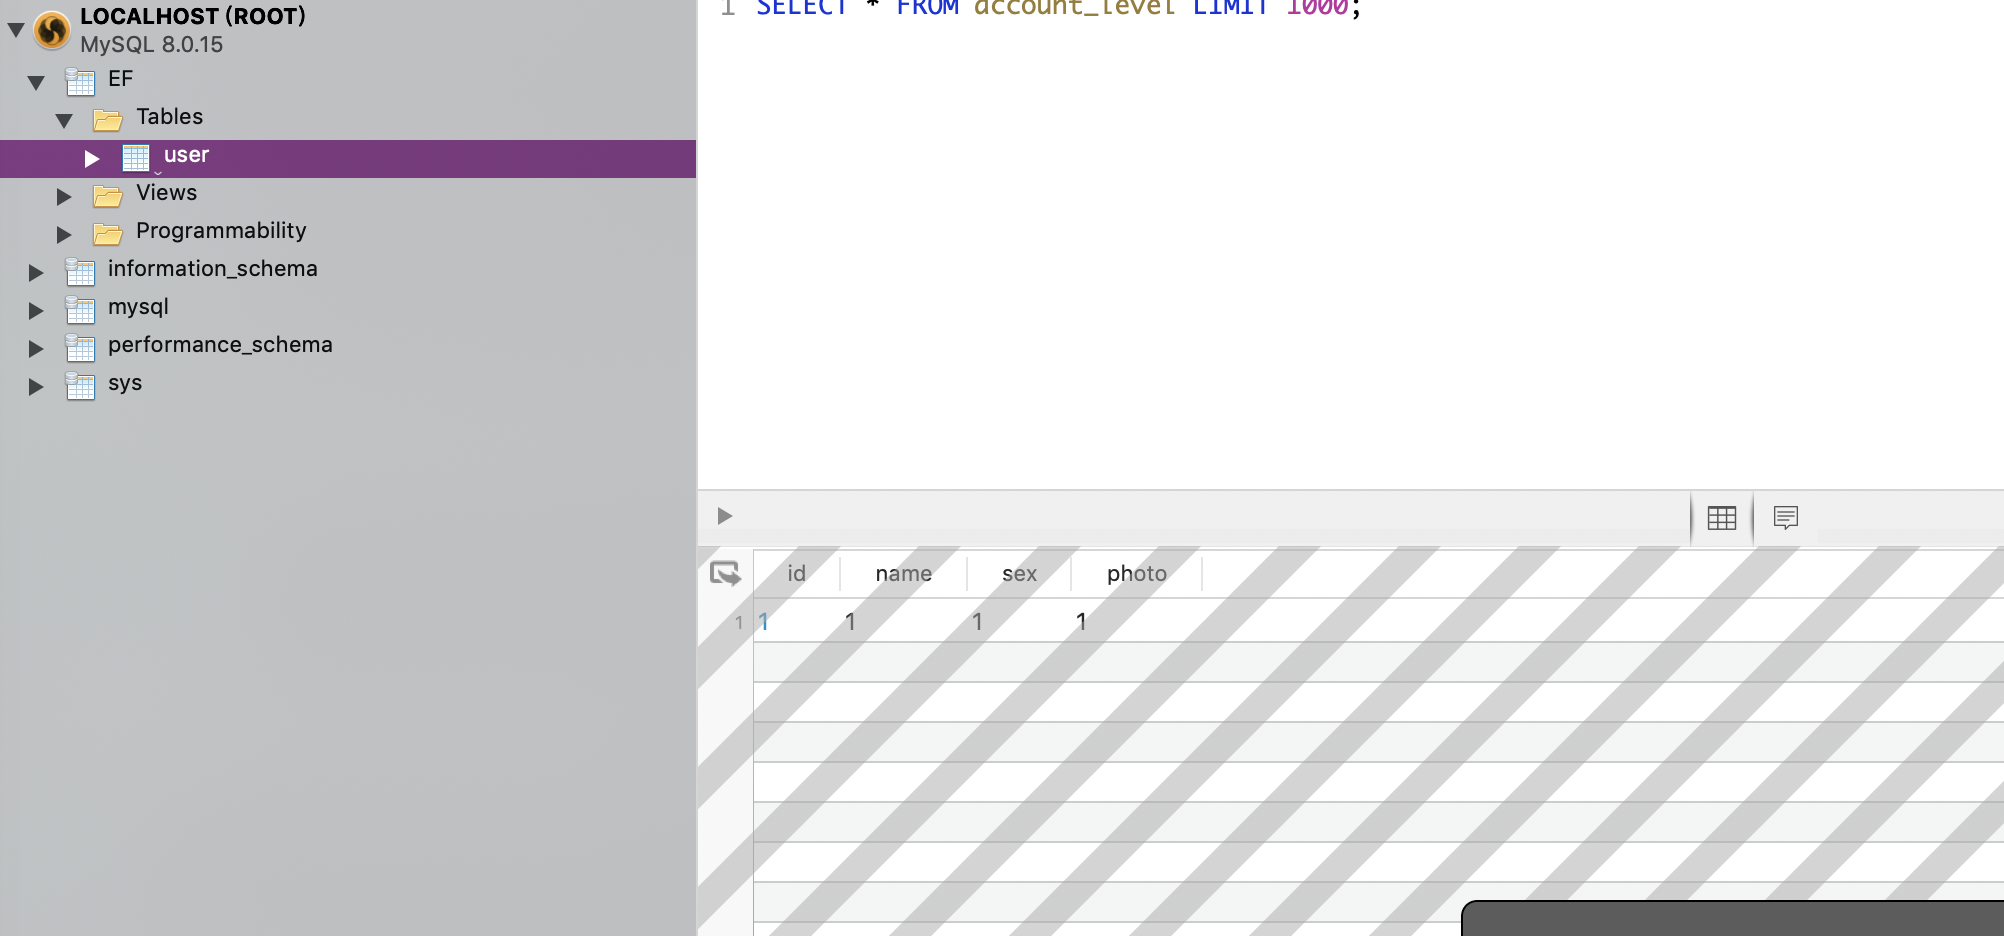 LOCALHOST (ROOT)
MySQL 8.0.15
EF
Tables
user
Views
Programmability
information_schema
mysql
performance_schema
sys
1 SELECT * FROM account_level LIMIT 1000;
id name sex photo
1 1 1 1 1